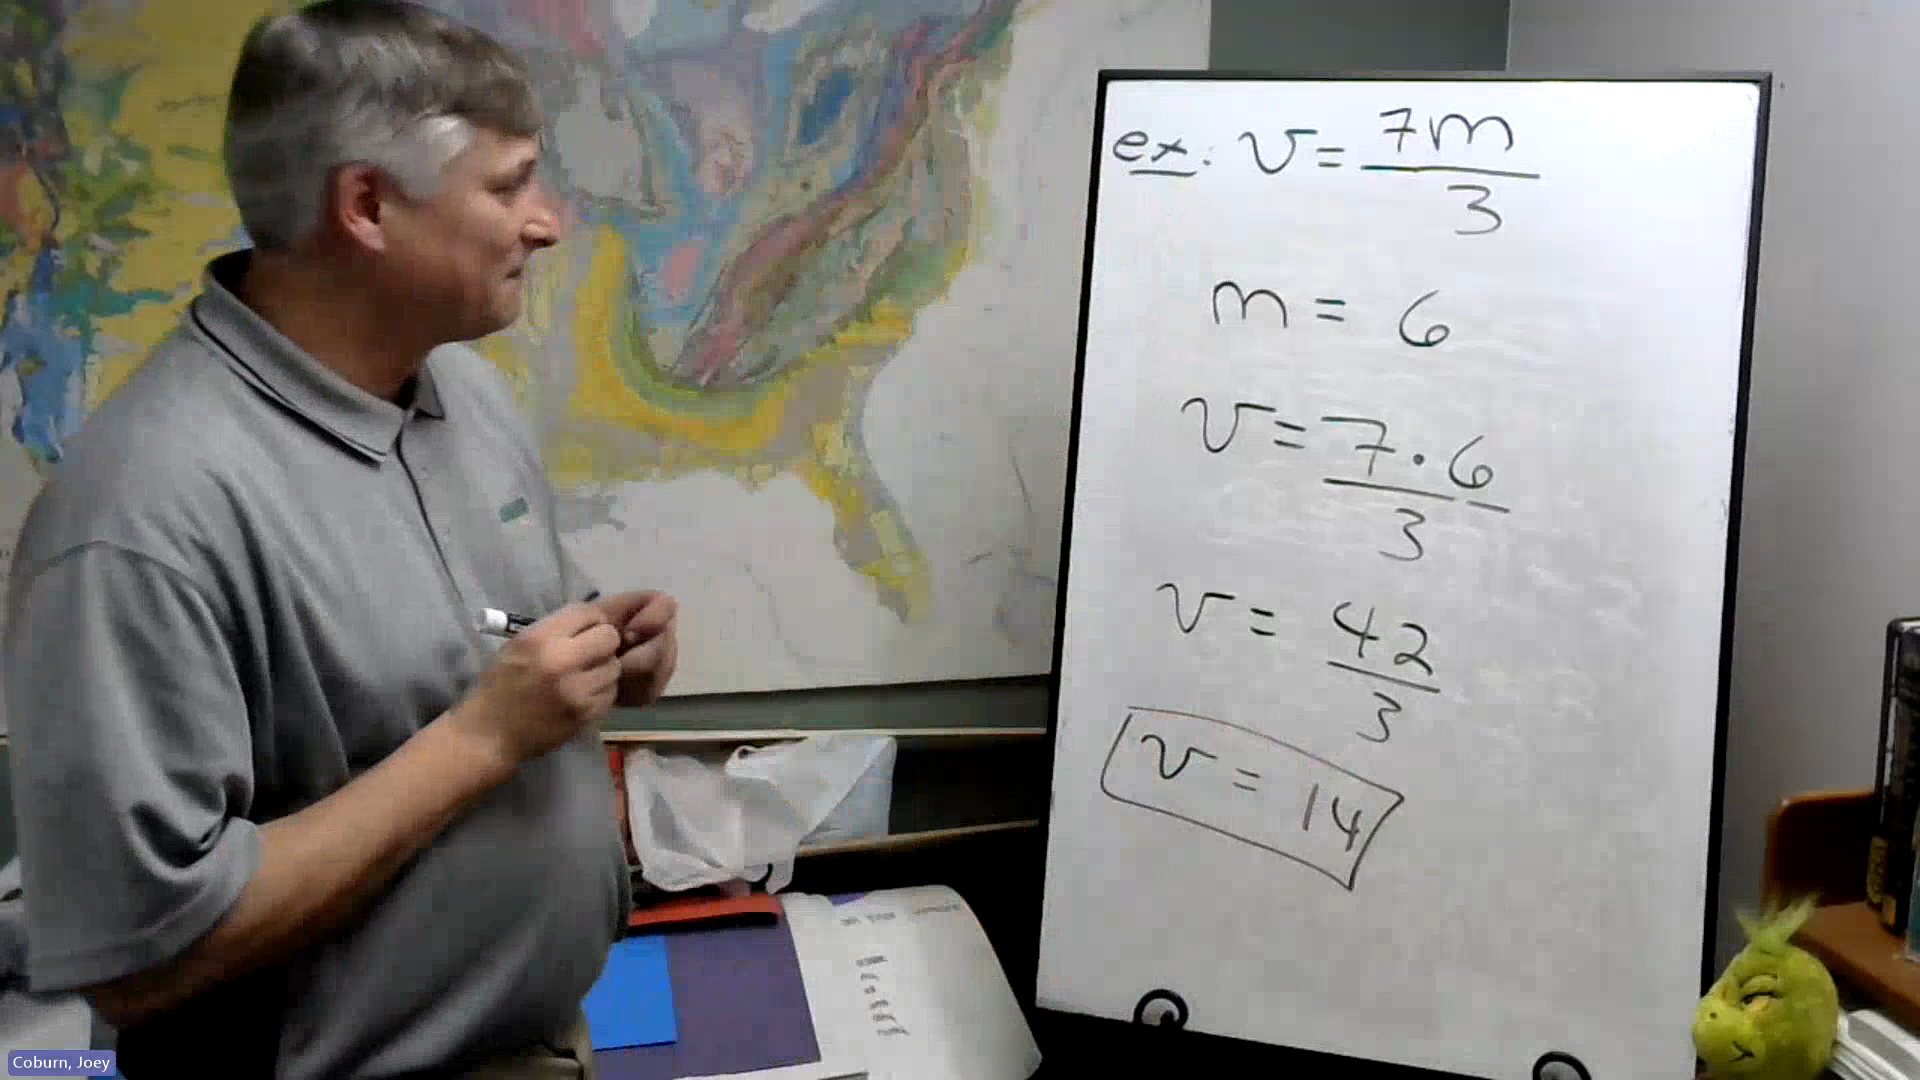 ex: v = 7m
3
m = 6
v = 7 · 6
3
v = 42
3
v = 14
Coburn, Joey